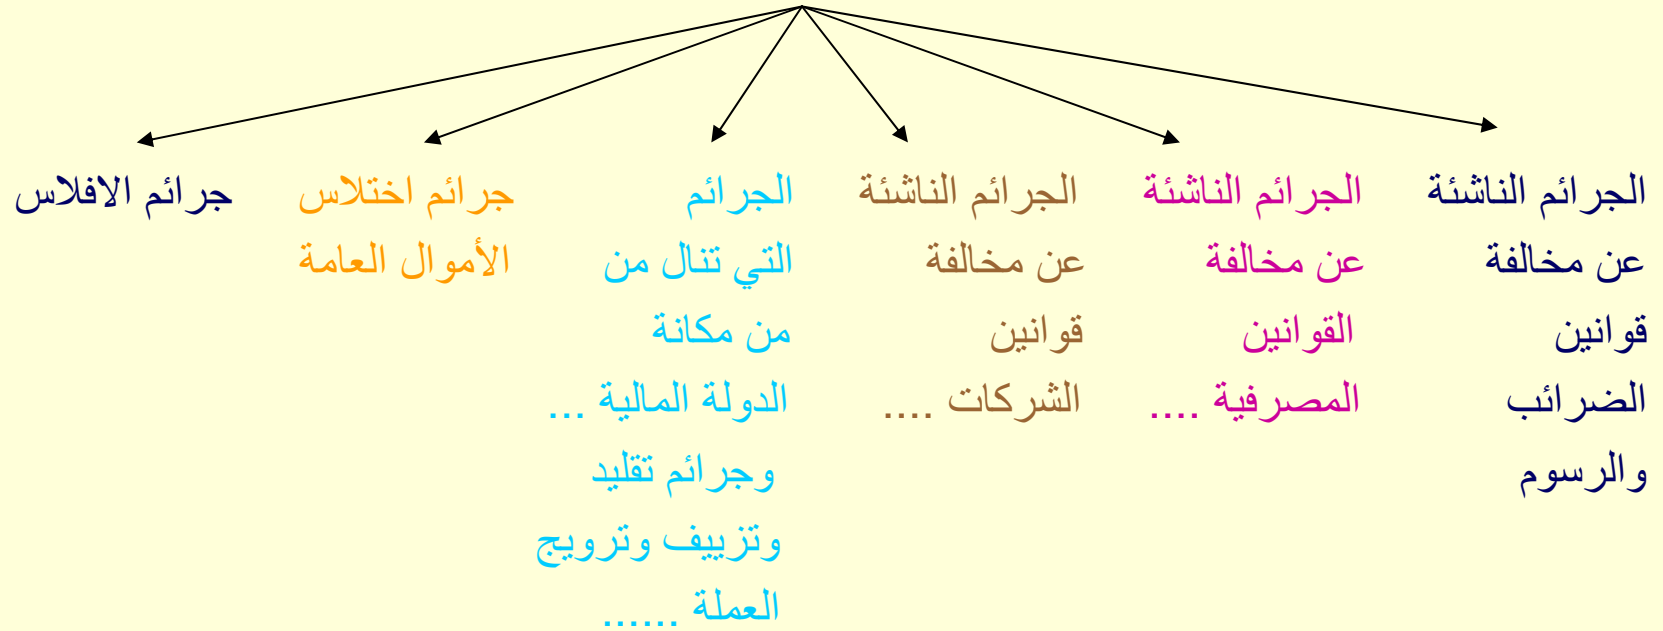 الجرائم الناشئة
عن مخالفة
قوانين
الضرائب
والرسوم
الجرائم الناشئة
عن مخالفة
القوانين
المصرفية ....
الجرائم الناشئة
عن مخالفة
قوانين
الشركات ....
الجرائم
التي تنال من
من مكانة
الدولة المالية ...
وجرائم تقليد
وتزييف وترويج
العملة ......
جرائم اختلاس
الأموال العامة
جرائم الافلاس